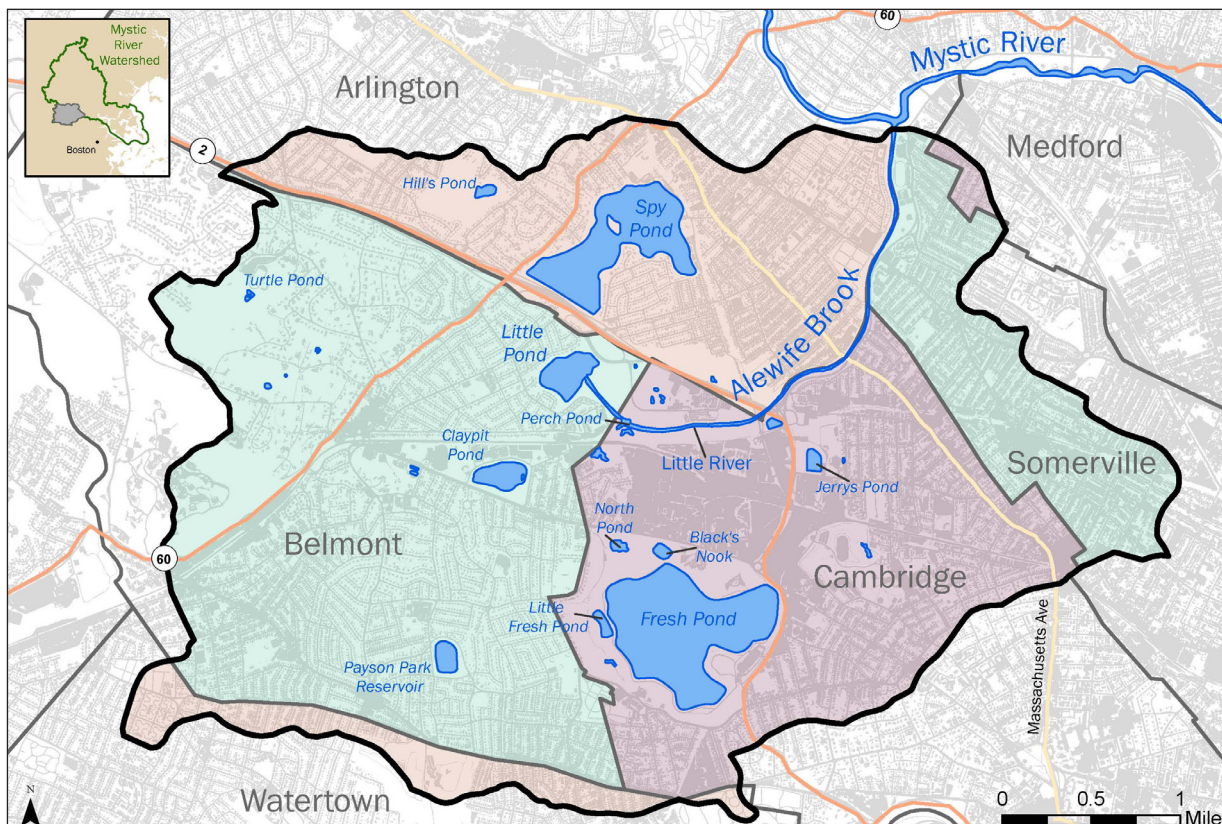 Mystic
River
Watershed
Boston
60
Mystic River
Arlington
2
Medford
Hill's Pond
Spy
Pond
Turtle Pond
Alewife Brook
Little
Pond
Perch Pond
Claypit
Pond
Little River
Somerville
Jerrys Pond
North
Pond
Black's
Nook
Belmont
60
Cambridge
Little
Fresh Pond
Fresh Pond
Massachusetts Ave
Payson Park
Reservoir
N
Watertown
0 0.5 1
Mile